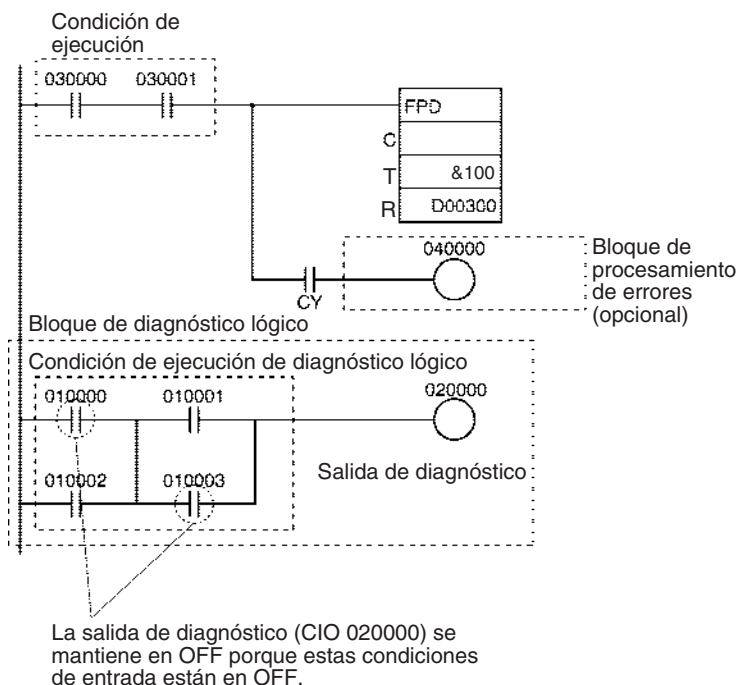 Condición de
ejecución
030000 030001
FPD
C
T &100
R D00300
040000
CY
Bloque de
procesamiento
de errores
(opcional)
Bloque de diagnóstico lógico
Condición de ejecución de diagnóstico lógico
010000 010001 020000
010002 010003
Salida de diagnóstico
La salida de diagnóstico (CIO 020000) se
mantiene en OFF porque estas condiciones
de entrada están en OFF.